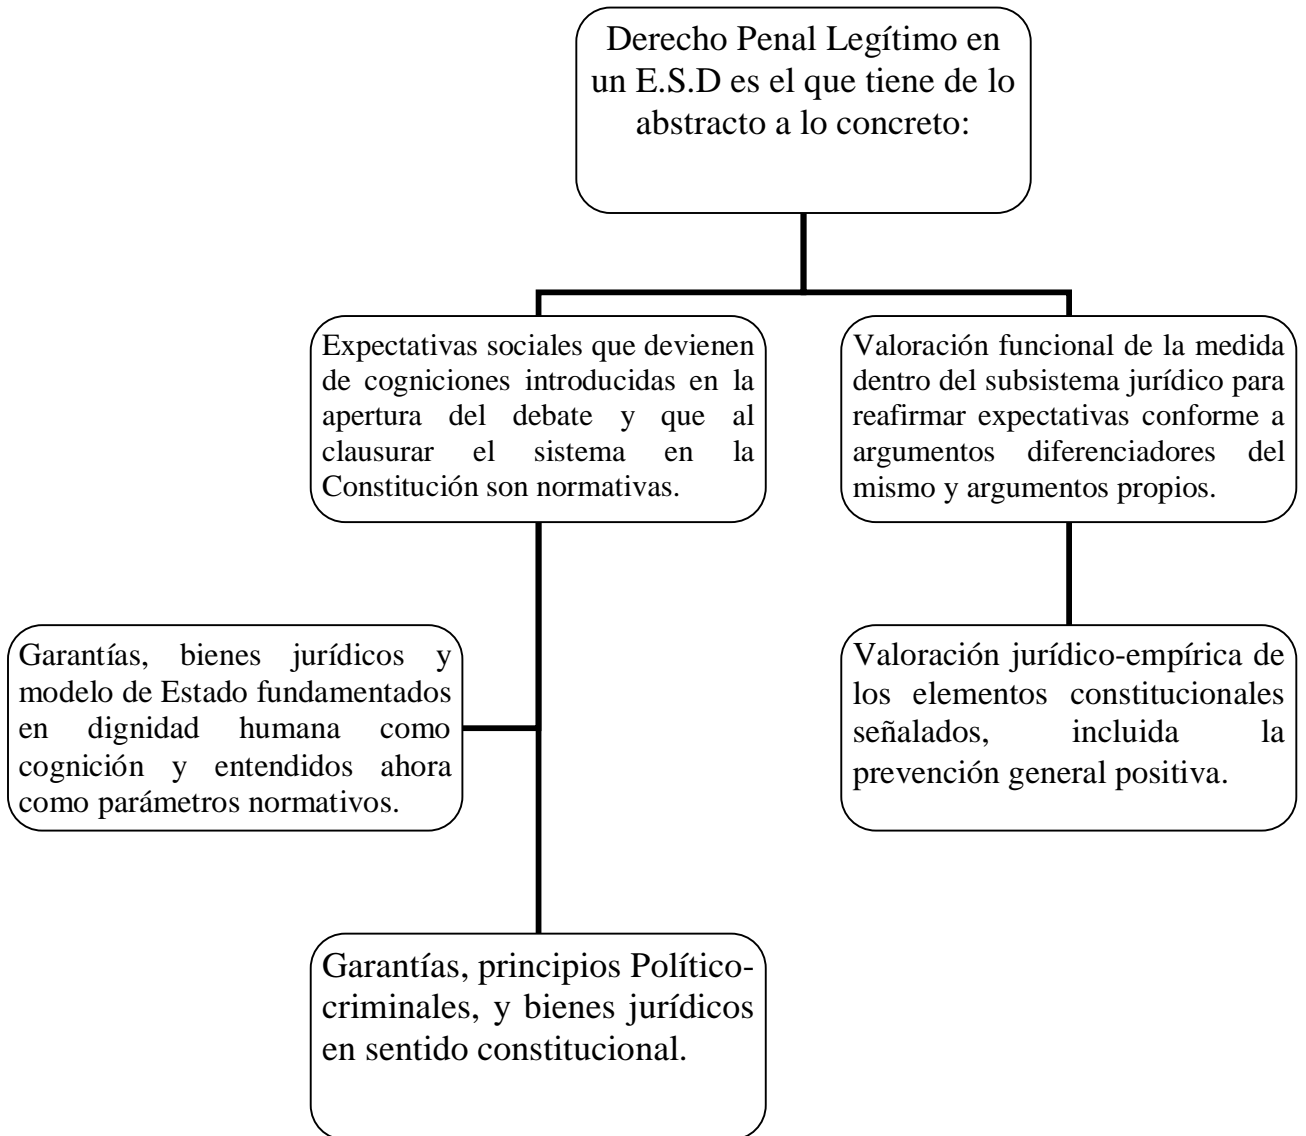 Derecho Penal Legítimo en
un E.S.D es el que tiene de lo
abstracto a lo concreto:
Expectativas sociales que devienen
de cogniciones introducidas en la
apertura del debate y que al
clausurar el sistema en la
Constitución son normativas.
Valoración funcional de la medida
dentro del subsistema jurídico para
reafirmar expectativas conforme a
argumentos diferenciadores del
mismo y argumentos propios.
Garantías, bienes jurídicos y
modelo de Estado fundamentados
en dignidad humana como
cognición y entendidos ahora
como parámetros normativos.
Valoración jurídico-empírica de
los elementos constitucionales
señalados, incluida la
prevención general positiva.
Garantías, principios Político-
criminales, y bienes jurídicos
en sentido constitucional.